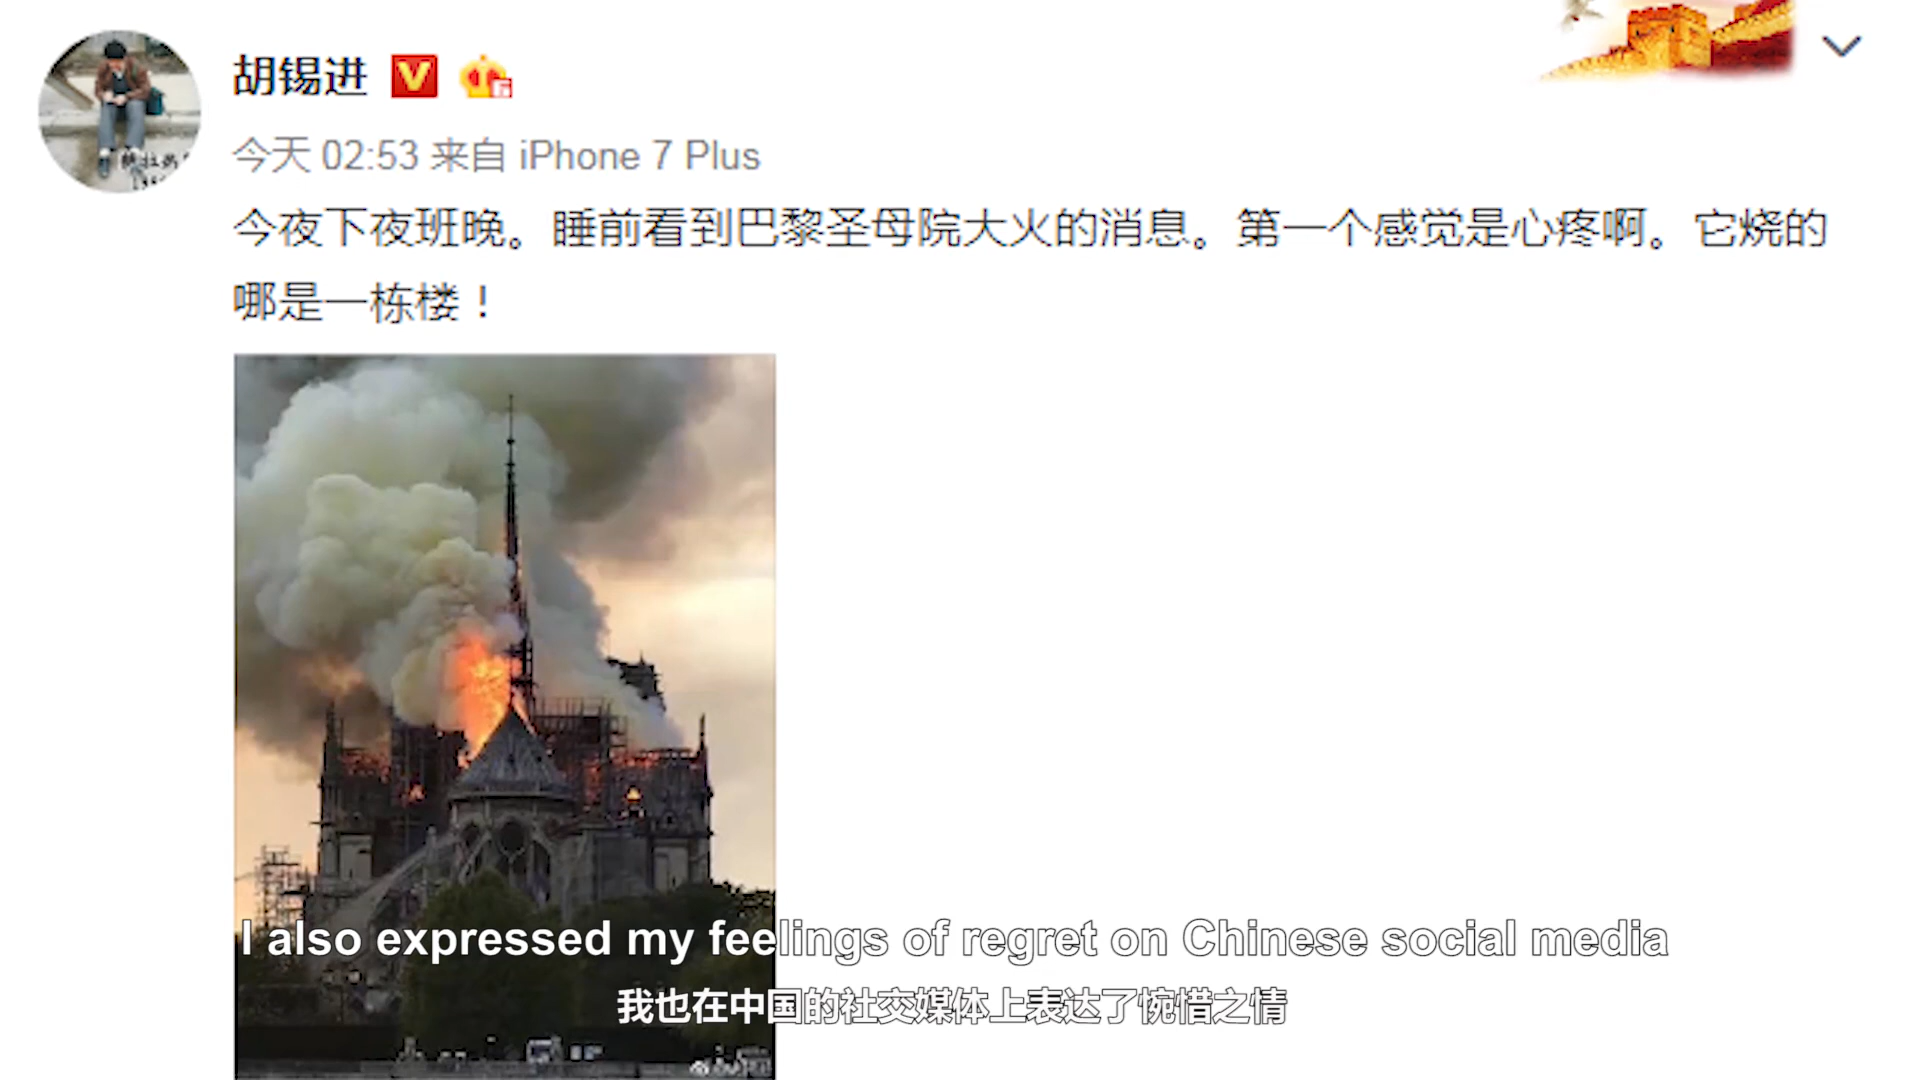 胡锡进
今天 02:53 来自 iPhone 7 Plus
今夜下夜班晚。睡前看到巴黎圣母院大火的消息。第一个感觉是心疼啊。它烧的
哪是一栋楼！
I also expressed my feelings of regret on Chinese social media
我也在中国的社交媒体上表达了惋惜之情